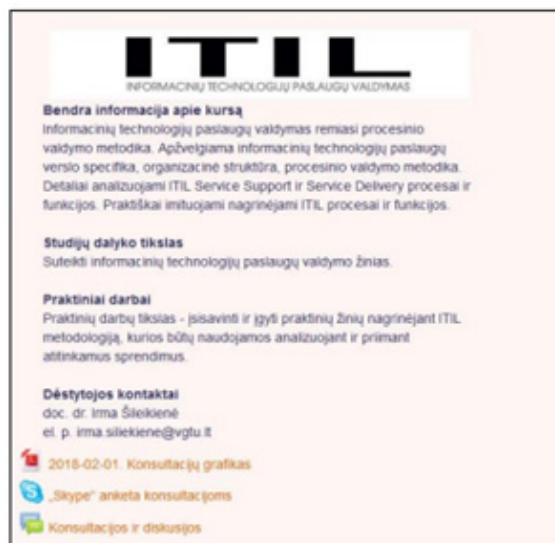 ITIL
INFORMACINIŲ TECHNOLOGIJŲ PASLAUGŲ VALDYMAS
Bendra informacija apie kursą
Informacinių technologijų paslaugų valdymas remiasi procesinio
valdymo metodika. Apžvelgiama informacinių technologijų paslaugų
verslo specifika, organizacinė struktūra, procesinio valdymo metodika.
Detaliai analizuojami ITIL Service Support ir Service Delivery procesai ir
funkcijos. Praktiškai imituojami nagrinėjami ITIL procesai ir funkcijos.
Studijų dalyko tikslas
Suteikti informacinių technologijų paslaugų valdymo žinias.
Praktiniai darbai
Praktinių darbų tikslas - įsisavinti ir įgyti praktinių žinių nagrinėjant ITIL
metodologiją, kurios būtų naudojamos analizuojant ir priimant
atitinkamus sprendimus.
Dėstytojos kontaktai
doc. dr. Irma Šileikienė
el. p. irma.siliekiene@vgtu.lt
2018-02-01. Konsultacijų grafikas
„Skype“ anketa konsultacijoms
Konsultacijos ir diskusijos